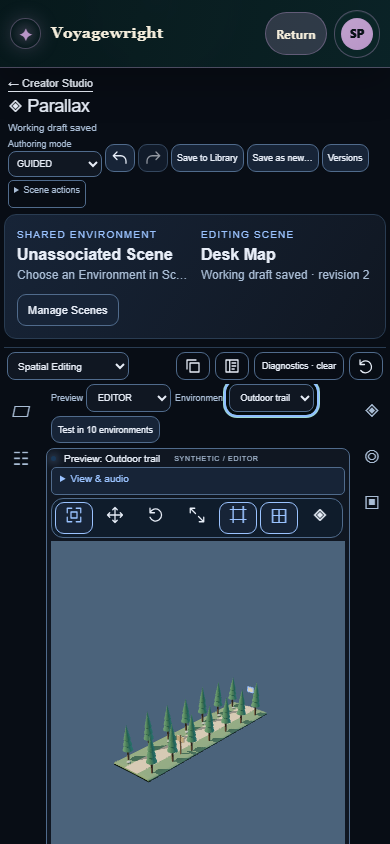 Voyagewright
Return
SP
← Creator Studio
Parallax
Working draft saved
Authoring mode
GUIDED
Save to Library
Save as new...
Versions
Scene actions
SHARED ENVIRONMENT
Unassociated Scene
Choose an Environment in Sc...
EDITING SCENE
Desk Map
Working draft saved · revision 2
Manage Scenes
Spatial Editing
Diagnostics · clear
Preview
EDITOR
Environmen
Outdoor trail
Test in 10 environments
Preview: Outdoor trail
SYNTHETIC / EDITOR
View & audio